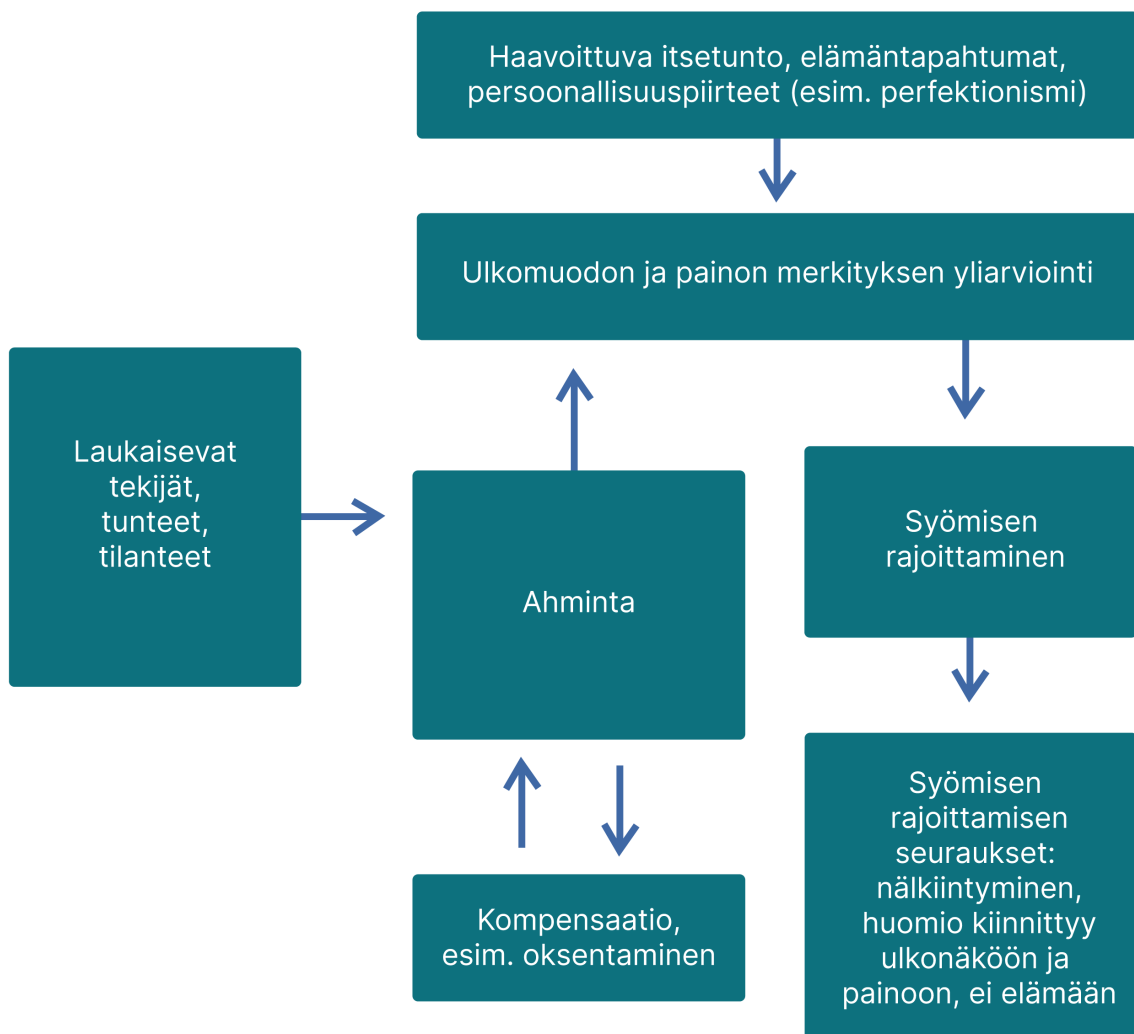 Haavoittuva itsetunto, elämäntapahtumat,
persoonallisuuspiirteet (esim. perfektionismi)
Ulkomuodon ja painon merkityksen yliarviointi
Laukaisevat
tekijät,
tunteet,
tilanteet
Ahminta
Syömisen
rajoittaminen
Kompensaatio,
esim. oksentaminen
Syömisen
rajoittamisen
seuraukset:
nälkiintyminen,
huomio kiinnittyy
ulkonäköön ja
painoon, ei elämään